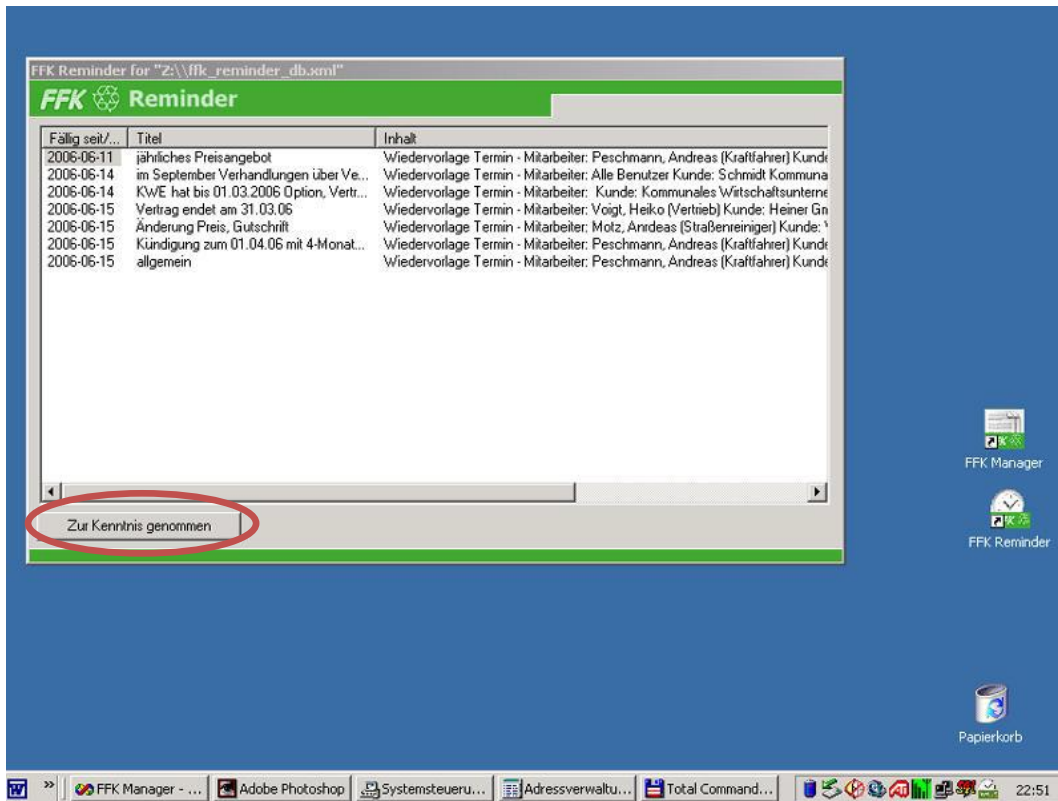 FFK Reminder for "Z:\\ffk_reminder_db.xml"
FFK Reminder
Fällig seit/... Titel Inhalt
2006-06-11 jährliches Preisangebot Wiedervorlage Termin - Mitarbeiter: Peschmann, Andreas (Kraftfahrer) Kunde
2006-06-14 im September Verhandlungen über Ve... Wiedervorlage Termin - Mitarbeiter: Alle Benutzer Kunde: Schmidt Kommuna
2006-06-14 KWE hat bis 01.03.2006 Option, Vertr... Wiedervorlage Termin - Mitarbeiter: Kunde: Kommunales Wirtschaftsunterne
2006-06-15 Vertrag endet am 31.03.06 Wiedervorlage Termin - Mitarbeiter: Voigt, Heiko (Vertrieb) Kunde: Heiner Gm
2006-06-15 Änderung Preis, Gutschrift Wiedervorlage Termin - Mitarbeiter: Motz, Anrdeas (Straßenreiniger) Kunde:
2006-06-15 Kündigung zum 01.04.06 mit 4-Monat... Wiedervorlage Termin - Mitarbeiter: Peschmann, Andreas (Kraftfahrer) Kunde
2006-06-15 allgemein Wiedervorlage Termin - Mitarbeiter: Peschmann, Andreas (Kraftfahrer) Kunde
FFK Manager
Zur Kenntnis genommen
FFK Reminder
Papierkorb
W » FFK Manager - ... Adobe Photoshop Systemsteueru... Adressverwaltu... Total Command... 22:51